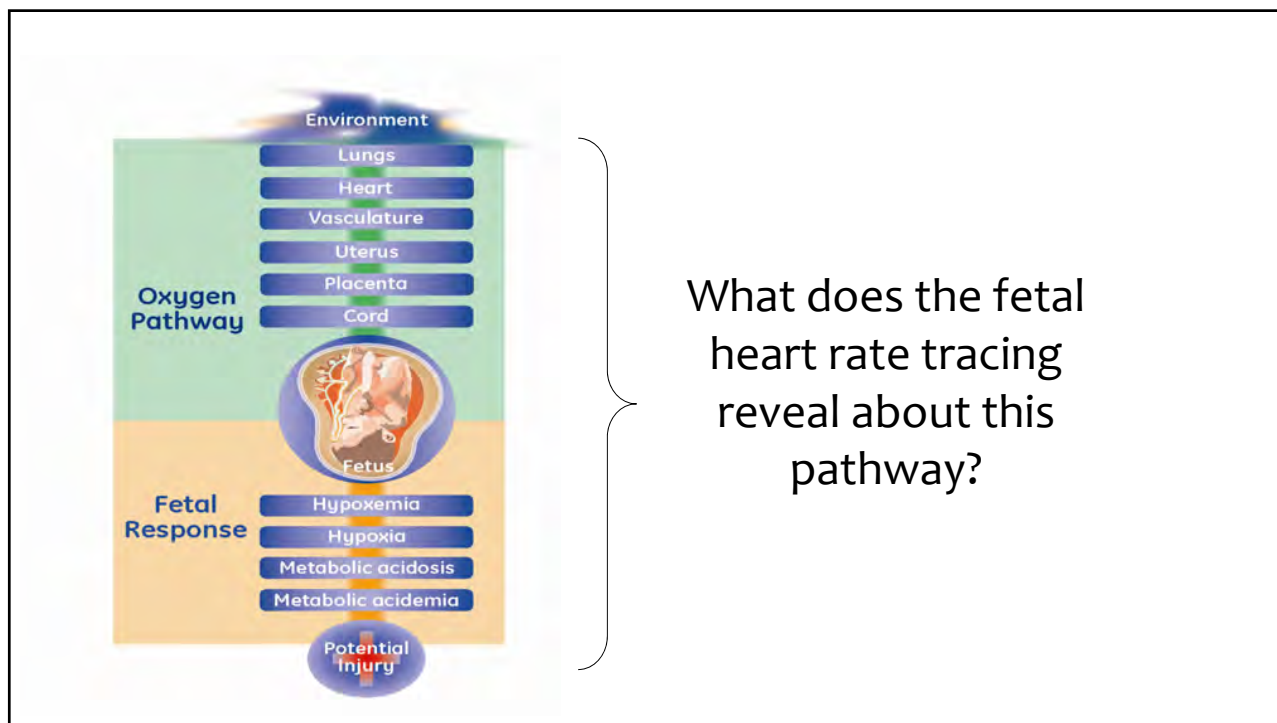 Environment
Lungs
Heart
Vasculature
Uterus
Placenta
Cord
Oxygen
Pathway
Fetus
Fetal
Response
Hypoxemia
Hypoxia
Metabolic acidosis
Metabolic acidemia
Potential
Injury
What does the fetal
heart rate tracing
reveal about this
pathway?